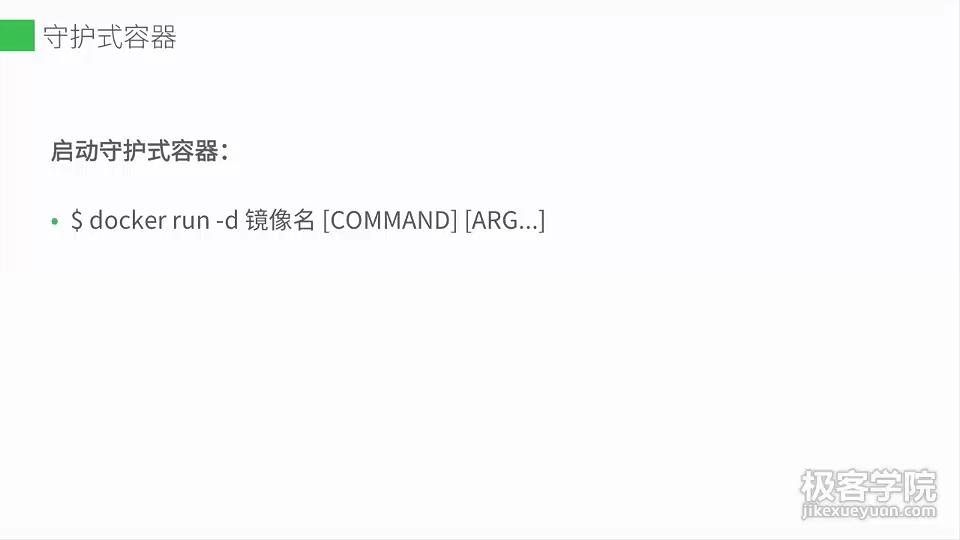 守护式容器
启动守护式容器：
• $ docker run -d 镜像名 [COMMAND] [ARG...]
极客学院
jikexueyuan.com